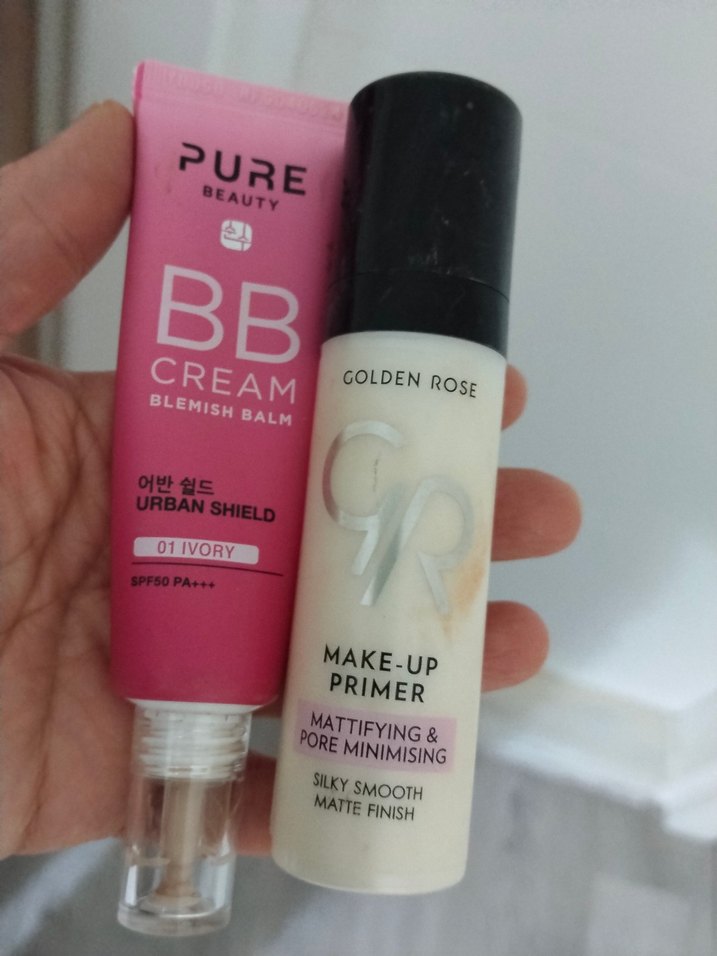 PURE
BEAUTY
BB
CREAM
BLEMISH BALM
어반 쉴드
URBAN SHIELD
01 IVORY
SPF50 PA+++
GOLDEN ROSE
GR
MAKE-UP
PRIMER
MATTIFYING &
PORE MINIMISING
SILKY SMOOTH
MATTE FINISH